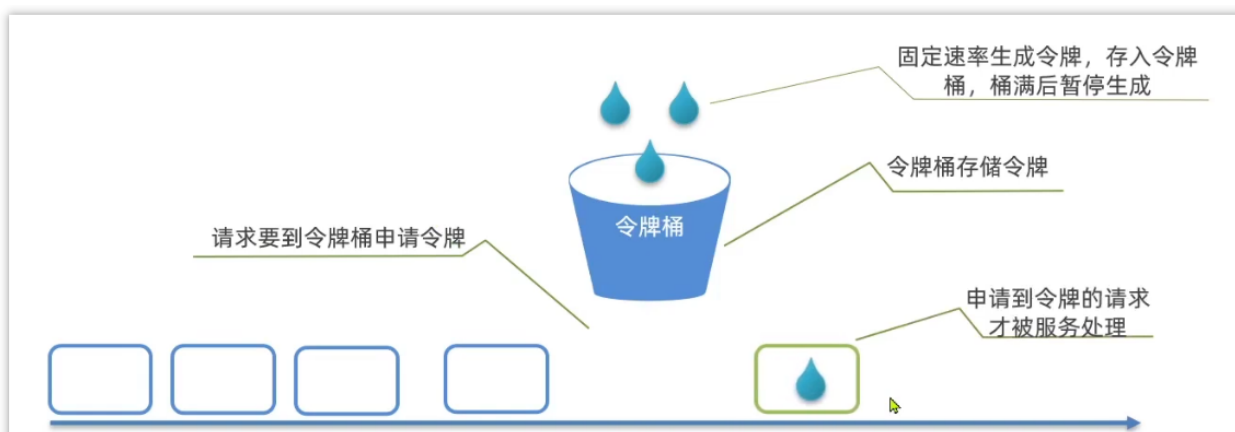 固定速率生成令牌，存入令牌
桶，桶满后暂停生成
令牌桶存储令牌
令牌桶
请求要到令牌桶申请令牌
申请到令牌的请求
才被服务处理